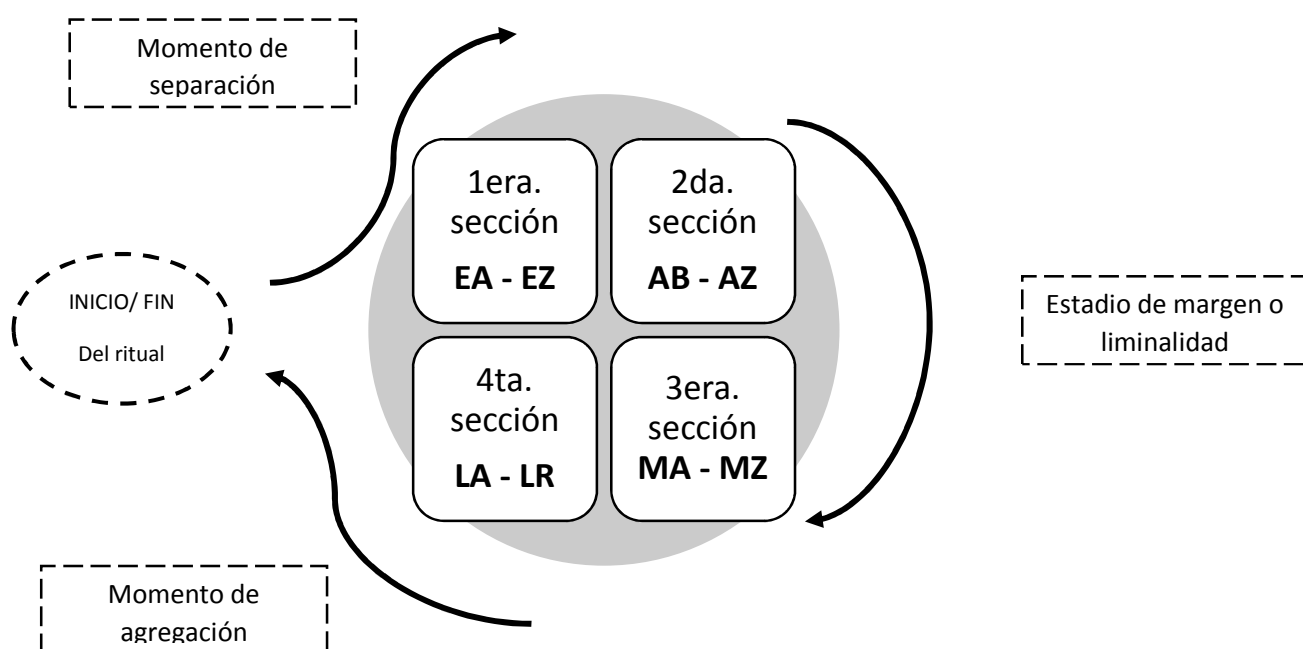 Momento de
separación
1era.
sección
EA - EZ
2da.
sección
AB - AZ
INICIO/ FIN
Del ritual
Estadio de margen o
liminalidad
4ta.
sección
LA - LR
3era.
sección
MA - MZ
Momento de
agregación